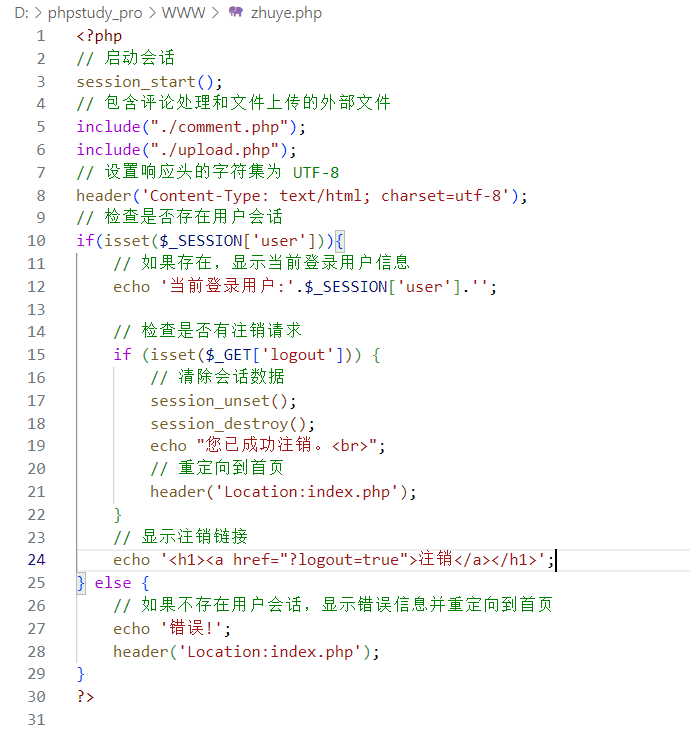 D: > phpstudy_pro > WWW > zhuye.php
1 <?php
2 // 启动会话
3 session_start();
4 // 包含评论处理和文件上传的外部文件
5 include("./comment.php");
6 include("./upload.php");
7 // 设置响应头的字符集为 UTF-8
8 header('Content-Type: text/html; charset=utf-8');
9 // 检查是否存在用户会话
10 if(isset($_SESSION['user'])){
11     // 如果存在，显示当前登录用户信息
12     echo '当前登录用户:'.$_SESSION['user'].'';
13
14     // 检查是否有注销请求
15     if (isset($_GET['logout'])) {
16         // 清除会话数据
17         session_unset();
18         session_destroy();
19         echo "您已成功注销。<br>";
20         // 重定向到首页
21         header('Location:index.php');
22     }
23     // 显示注销链接
24     echo '<h1><a href="?logout=true">注销</a></h1>';
25 } else {
26     // 如果不存在用户会话，显示错误信息并重定向到首页
27     echo '错误!';
28     header('Location:index.php');
29 }
30 ?>
31